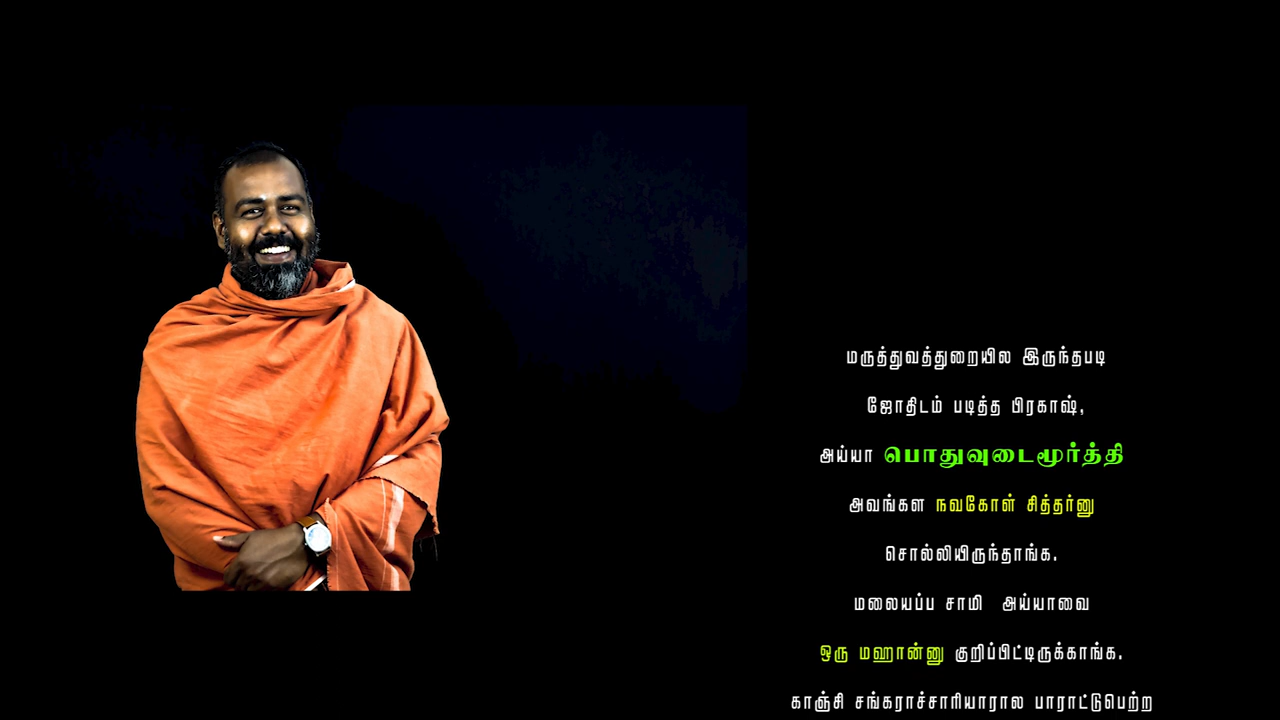 மருத்துவத்துறையில இருந்தபடி
ஜோதிடம் படித்த பிரகாஷ்,
அய்யா பொதுவுடைமூர்த்தி
அவங்கள நவகோள் சித்தர்னு
சொல்லியிருந்தாங்க.
மலையப்ப சாமி அய்யாவை
ஒரு மஹான்னு குறிப்பிட்டிருக்காங்க.
காஞ்சி சங்கராச்சாரியாரால பாராட்டுபெற்ற